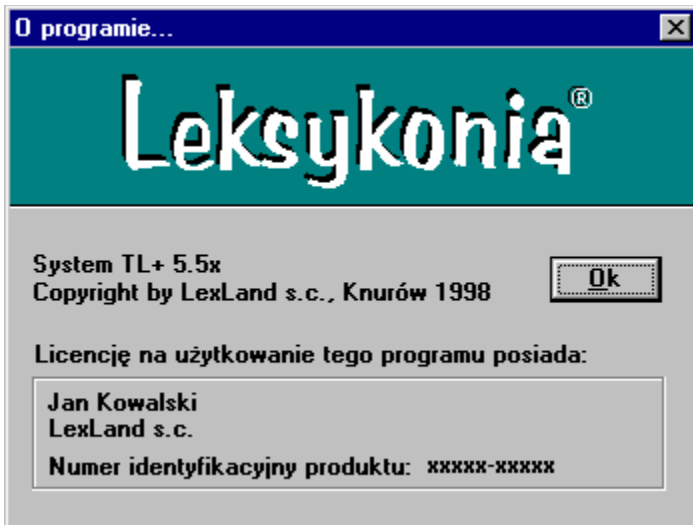 O programie...
Leksykonia®
System TL+ 5.5x
Copyright by LexLand s.c., Knurów 1998
Ok
Licencję na użytkowanie tego programu posiada:
Jan Kowalski
LexLand s.c.
Numer identyfikacyjny produktu: xxxxx-xxxxx